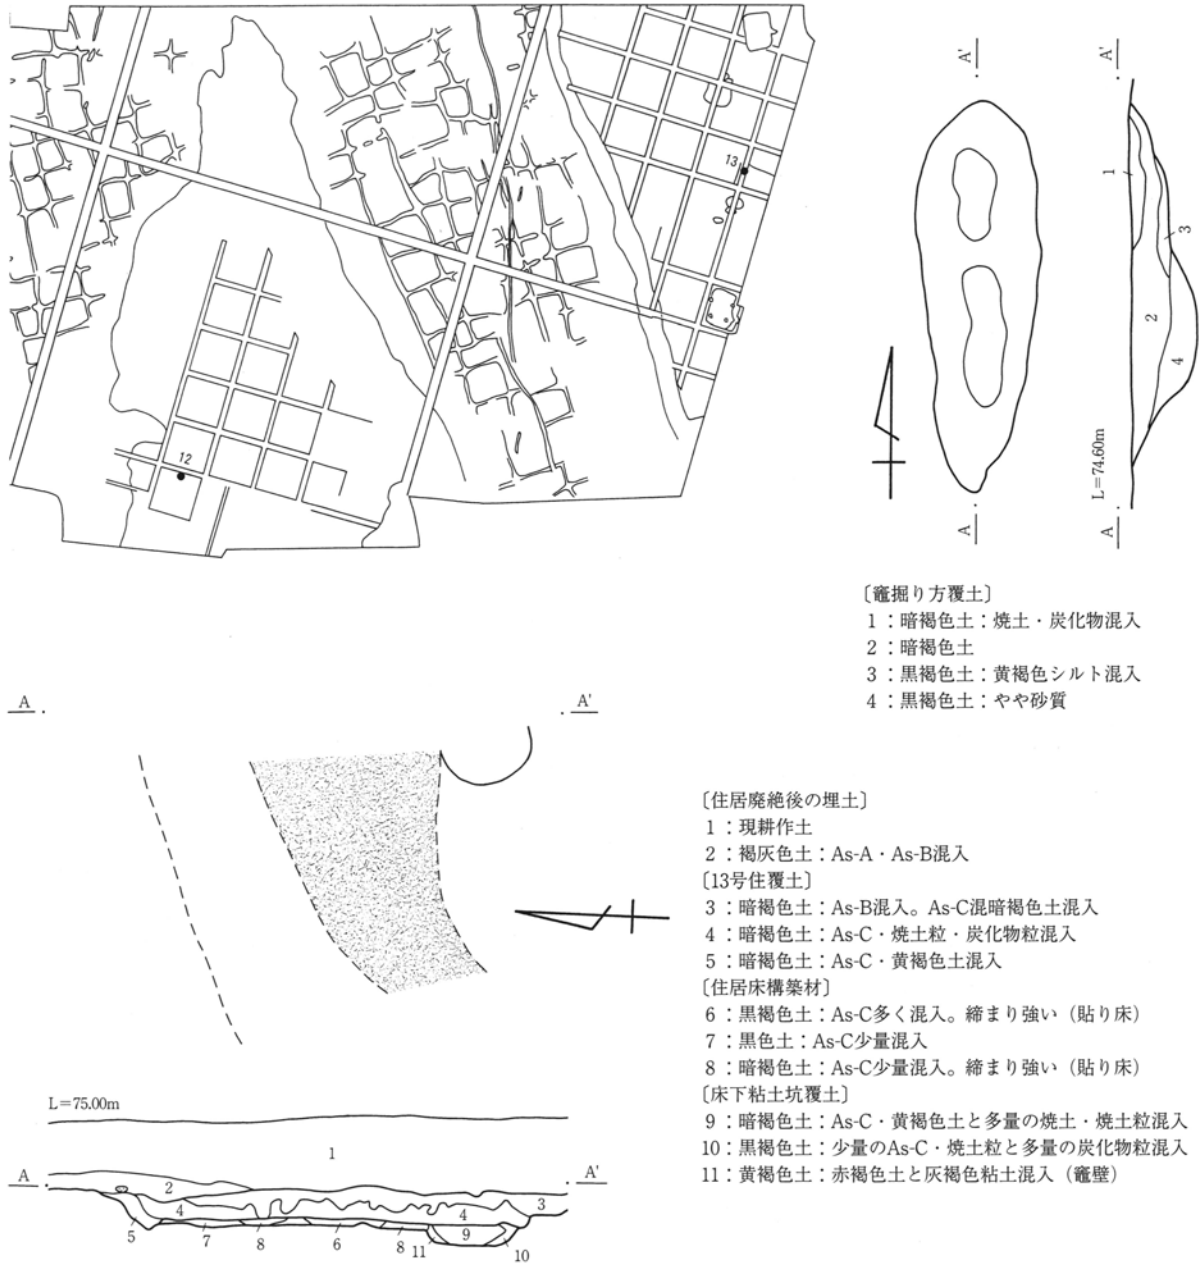 13
12
A'
A'
1
3
2
4
L=74.60m
A
A
〔竈掘り方覆土〕
1：暗褐色土：焼土・炭化物混入
2：暗褐色土
3：黒褐色土：黄褐色シルト混入
4：黒褐色土：やや砂質
A
A'
〔住居廃絶後の埋土〕
1：現耕作土
2：褐灰色土：As-A・As-B混入
〔13号住覆土〕
3：暗褐色土：As-B混入。As-C混暗褐色土混入
4：暗褐色土：As-C・焼土粒・炭化物粒混入
5：暗褐色土：As-C・黄褐色土混入
〔住居床構築材〕
6：黒褐色土：As-C多く混入。締まり強い（貼り床）
7：黒色土：As-C少量混入
8：暗褐色土：As-C少量混入。締まり強い（貼り床）
〔床下粘土坑覆土〕
9：暗褐色土：As-C・黄褐色土と多量の焼土・焼土粒混入
10：黒褐色土：少量のAs-C・焼土粒と多量の炭化物粒混入
11：黄褐色土：赤褐色土と灰褐色粘土混入（竈壁）
L=75.00m
1
A
A'
2
3
4
4
9
5
7
8
6
8
11
10